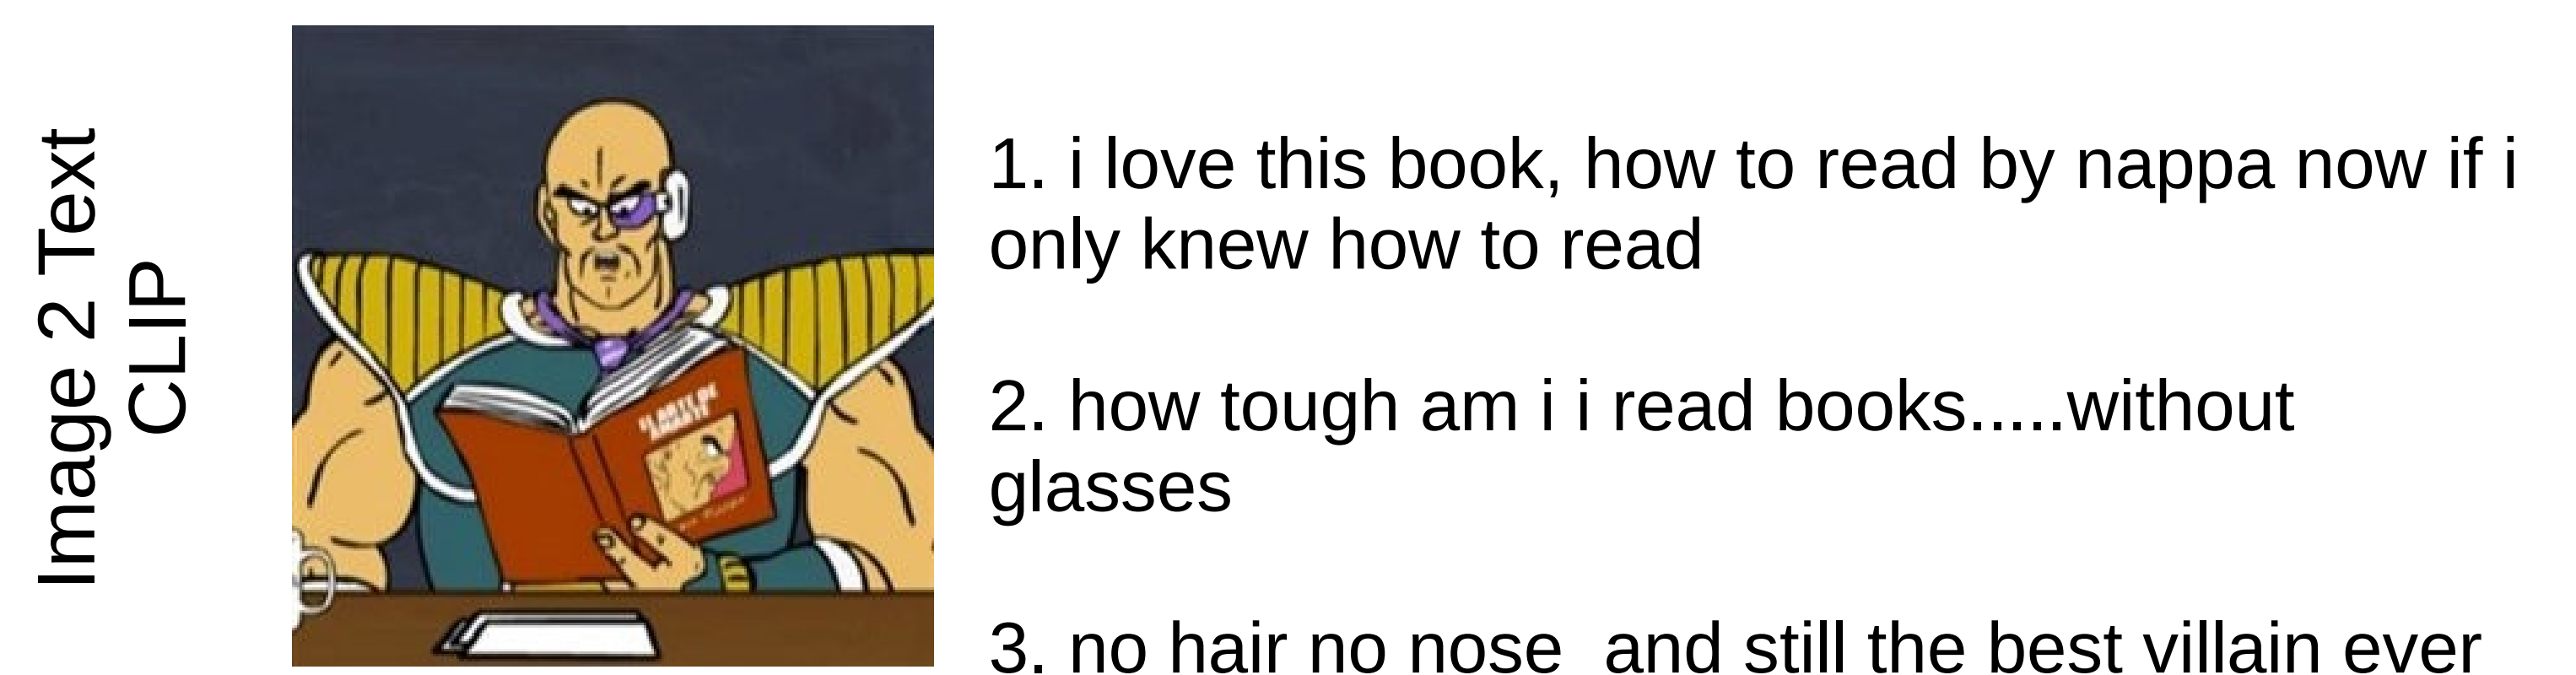 Image 2 Text
CLIP
1. i love this book, how to read by nappa now if i
only knew how to read
2. how tough am i i read books.....without
glasses
3. no hair no nose  and still the best villain ever